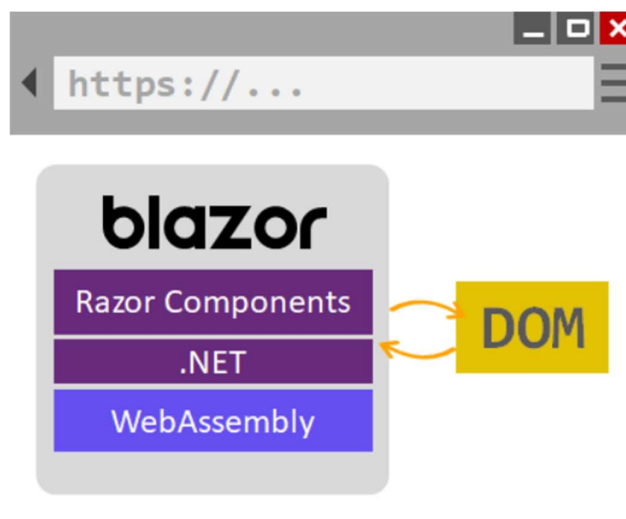 https://...
blazor
Razor Components
.NET
WebAssembly
DOM